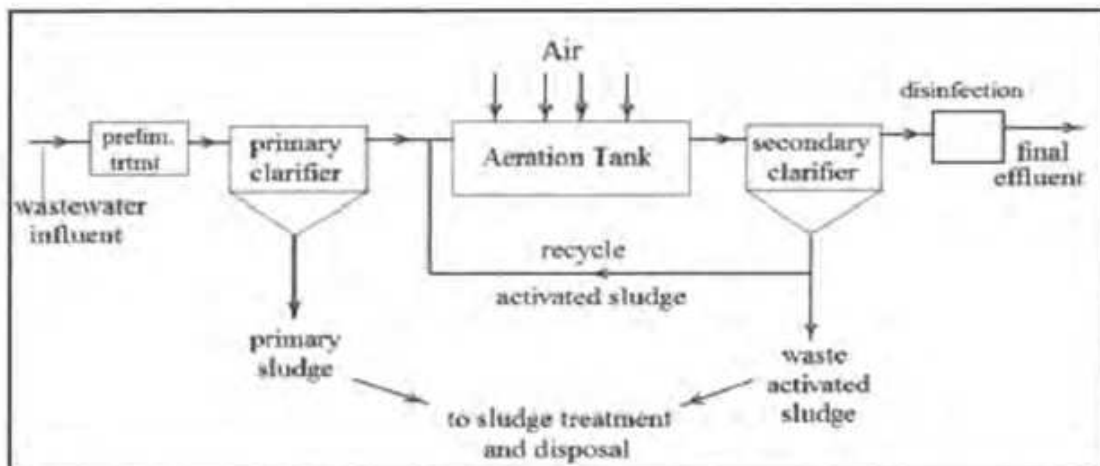 Air
disinfection
prelim.
trtmt
primary
clarifier
Aeration Tank
secondary
clarifier
final
effluent
wastewater
influent
recycle
activated sludge
primary
sludge
waste
activated
sludge
to sludge treatment
and disposal